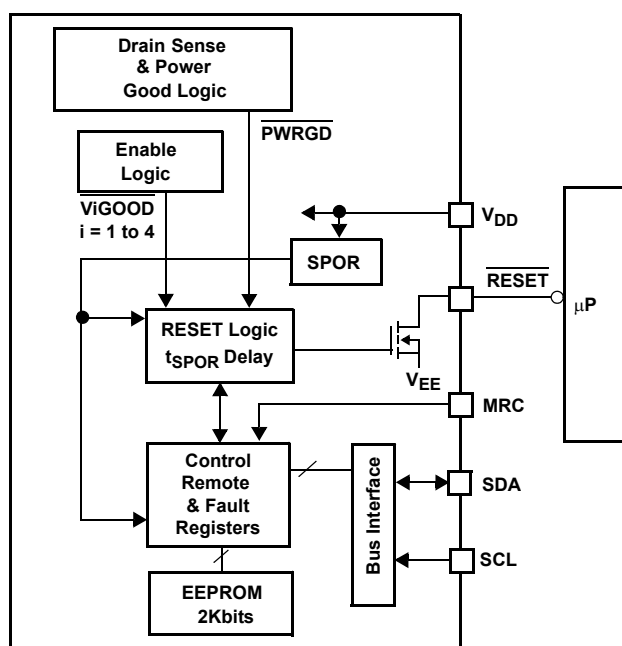 Drain Sense
& Power
Good Logic
PWRGD
Enable
Logic
ViGOOD
i = 1 to 4
VDD
SPOR
RESET
μP
RESET Logic
tSPOR Delay
VEE
MRC
Control
Remote
& Fault
Registers
Bus Interface
SDA
SCL
EEPROM
2Kbits